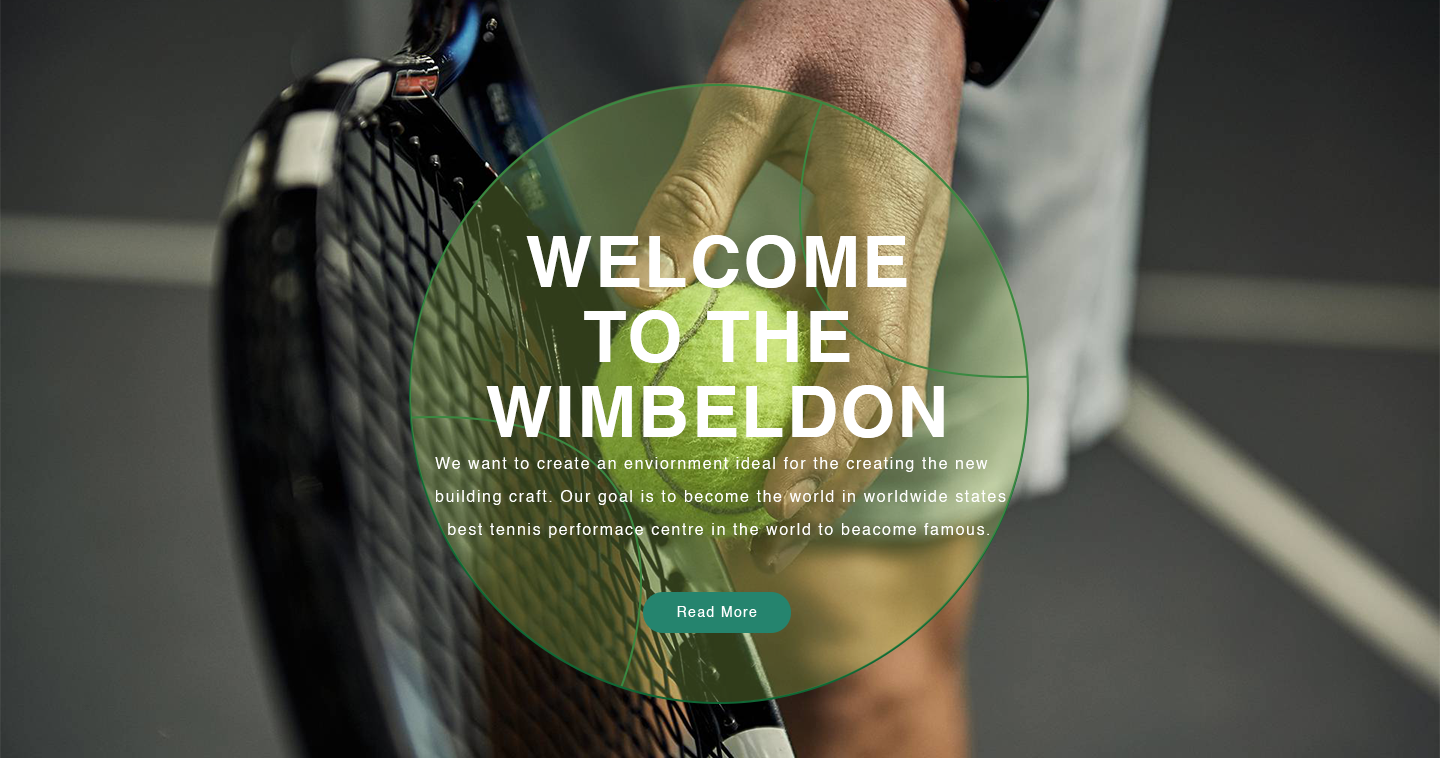 WELCOME
TO THE
WIMBELDON
We want to create an enviornment ideal for the creating the new
building craft. Our goal is to become the world in worldwide states
best tennis performace centre in the world to beacome famous.
Read More